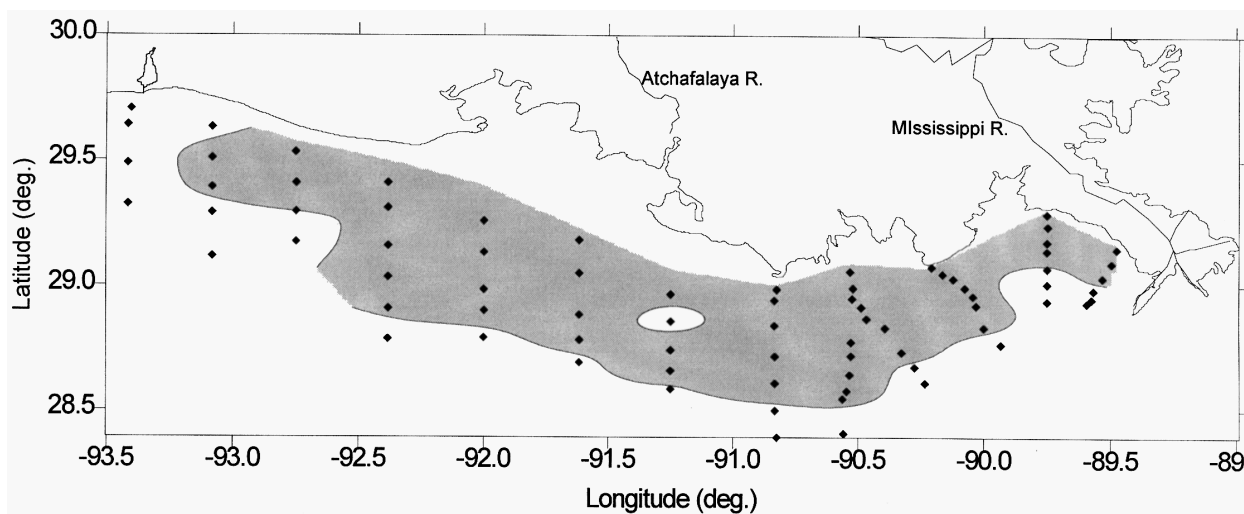 30.0
Atchafalaya R.
MIssissippi R.
29.5
Latitude (deg.)
29.0
28.5
-93.5 -93.0 -92.5 -92.0 -91.5 -91.0 -90.5 -90.0 -89.5 -89
Longitude (deg.)